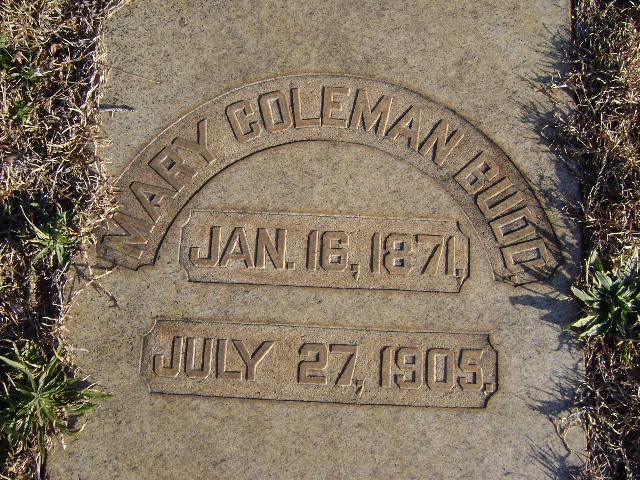 MARY COLEMAN BUDD
JAN. 16, 1871,
JULY 27, 1905.